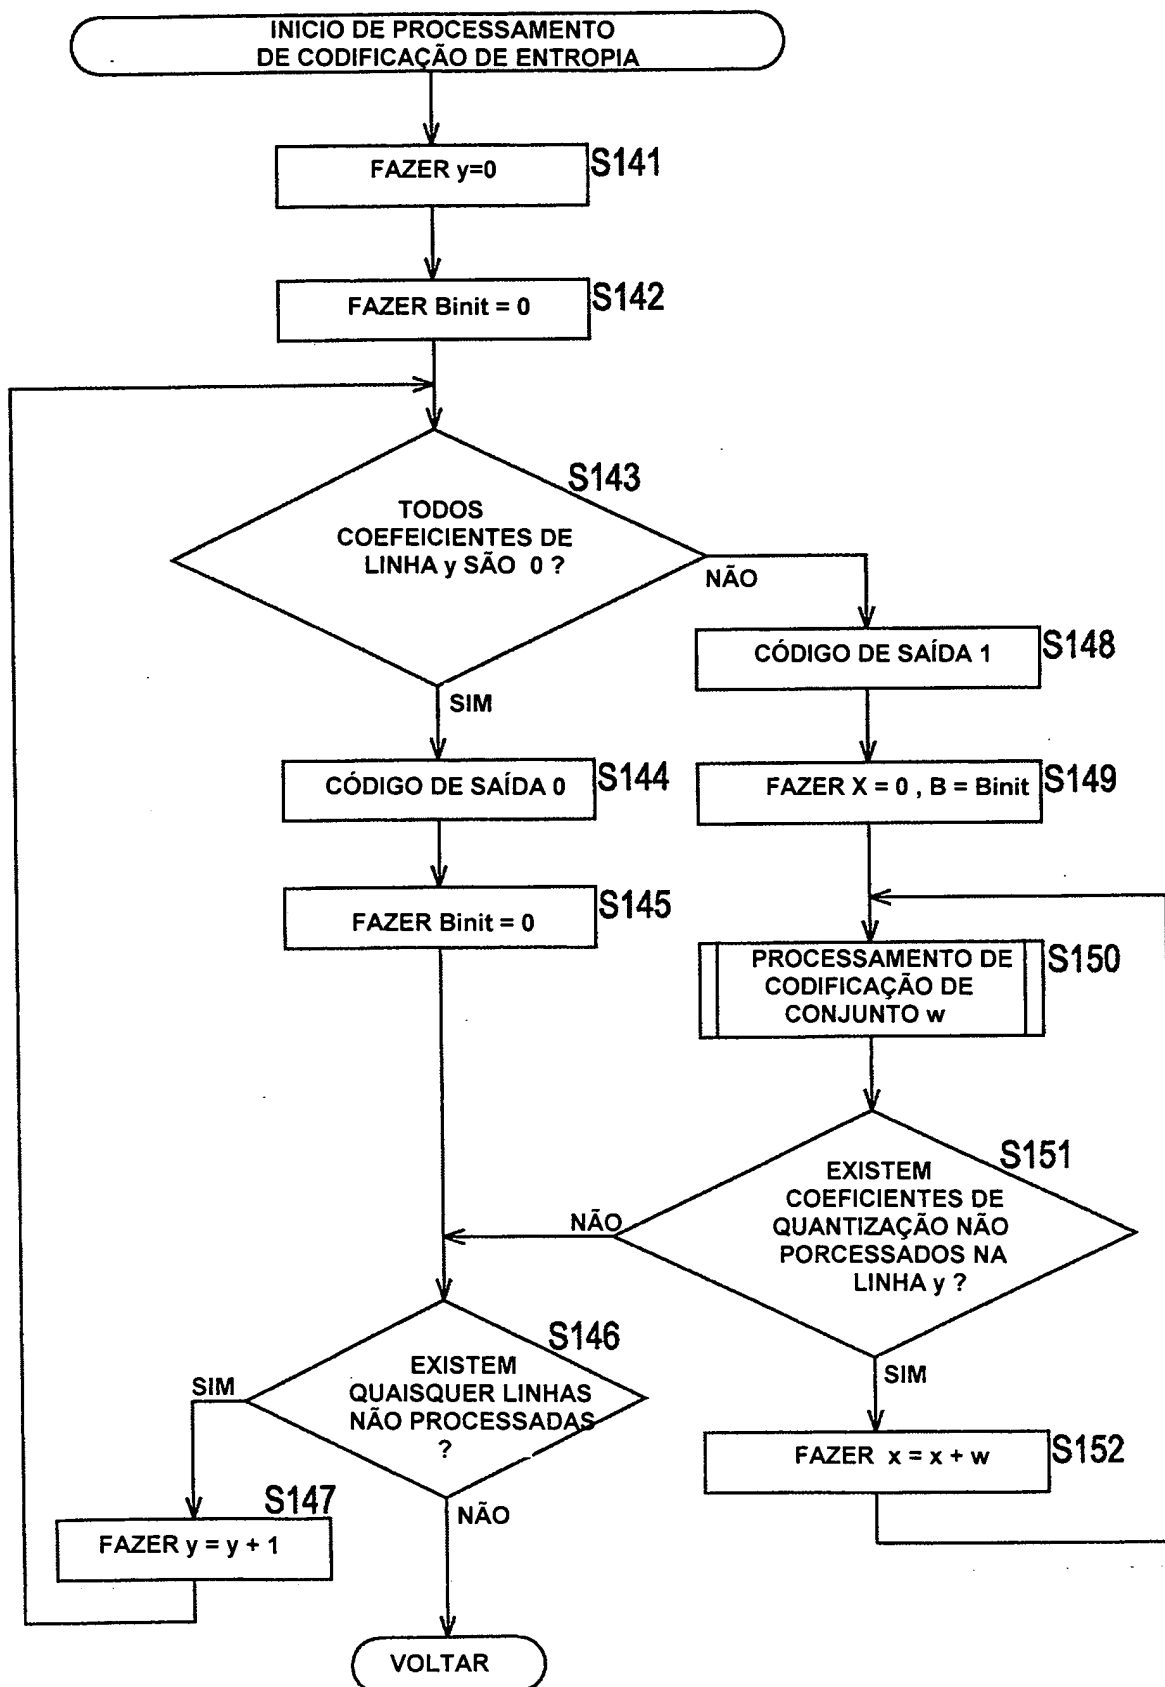 INICIO DE PROCESSAMENTO
DE CODIFICAÇÃO DE ENTROPIA
FAZER y=0
S141
FAZER Binit = 0
S142
S143
TODOS
COEFEICIENTES DE
LINHA y SÃO 0 ?
NÃO
SIM
CÓDIGO DE SAÍDA 1
S148
CÓDIGO DE SAÍDA 0
S144
FAZER X = 0 , B = Binit
S149
FAZER Binit = 0
S145
PROCESSAMENTO DE
CODIFICAÇÃO DE
CONJUNTO w
S150
S151
EXISTEM
COEFICIENTES DE
QUANTIZAÇÃO NÃO
PORCESSADOS NA
LINHA y ?
NÃO
SIM
S146
EXISTEM
QUAISQUER LINHAS
NÃO PROCESSADAS
?
SIM
NÃO
FAZER x = x + w
S152
S147
FAZER y = y + 1
VOLTAR